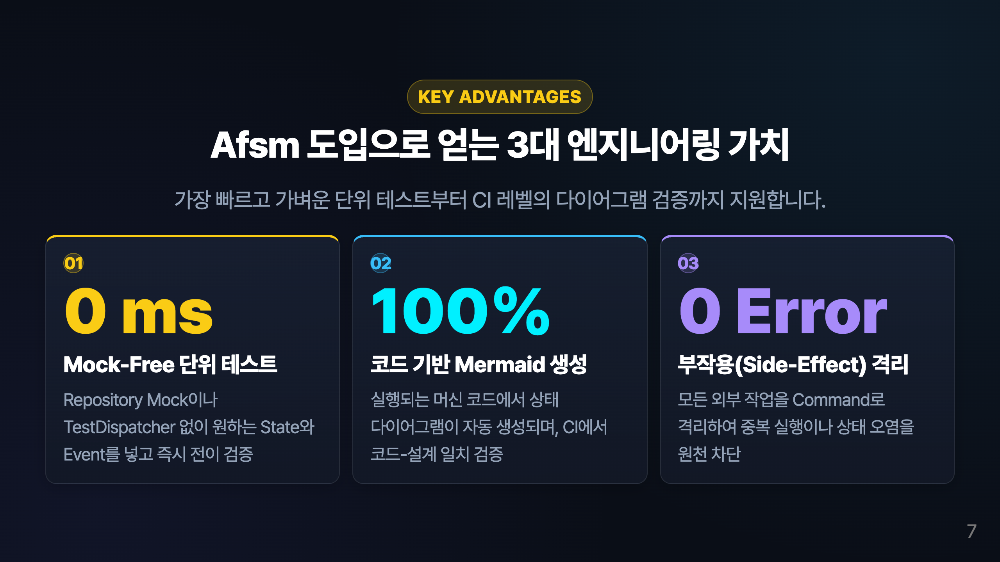 KEY ADVANTAGES
Afsm 도입으로 얻는 3대 엔지니어링 가치
가장 빠르고 가벼운 단위 테스트부터 CI 레벨의 다이어그램 검증까지 지원합니다.
01
0 ms
Mock-Free 단위 테스트
Repository Mock이나
TestDispatcher 없이 원하는 State와
Event를 넣고 즉시 전이 검증
02
100%
코드 기반 Mermaid 생성
실행되는 머신 코드에서 상태
다이어그램이 자동 생성되며, CI에서
코드-설계 일치 검증
03
0 Error
부작용(Side-Effect) 격리
모든 외부 작업을 Command로
격리하여 중복 실행이나 상태 오염을
원천 차단
7